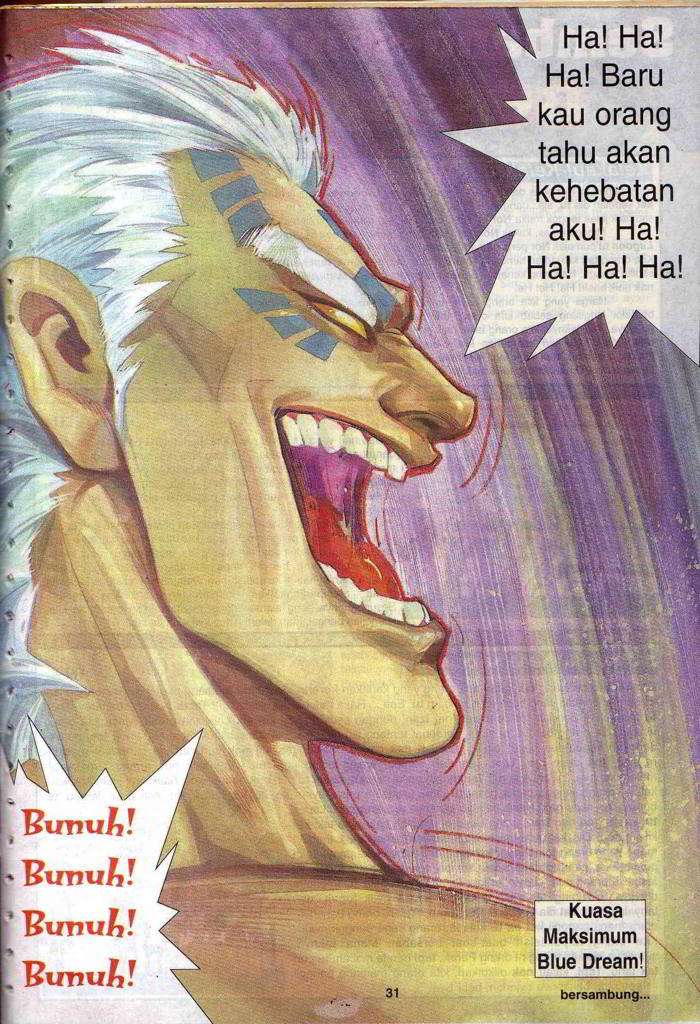 Ha! Ha!
Ha! Baru
kau orang
tahu akan
kehebatan
aku! Ha!
Ha! Ha! Ha!
Bunuh!
Bunuh!
Bunuh!
Bunuh!
Kuasa
Maksimum
Blue Dream!
31
bersambung...